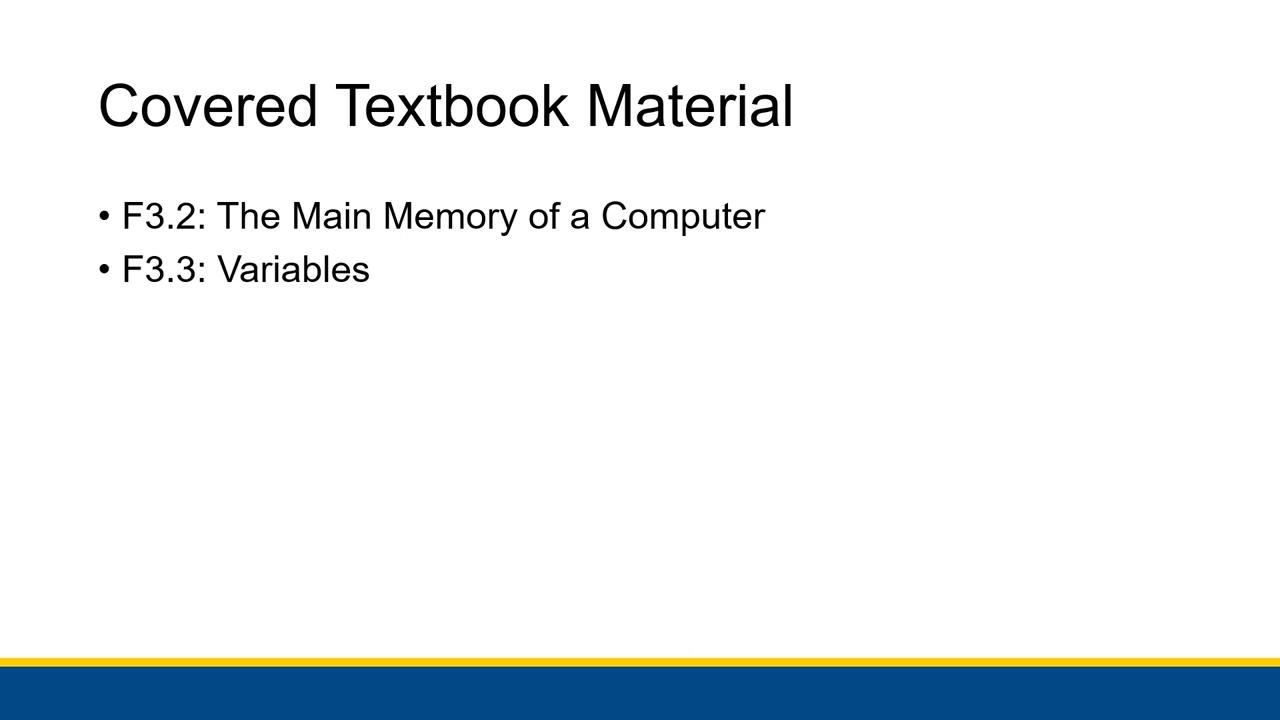 Covered Textbook Material
• F3.2: The Main Memory of a Computer
• F3.3: Variables